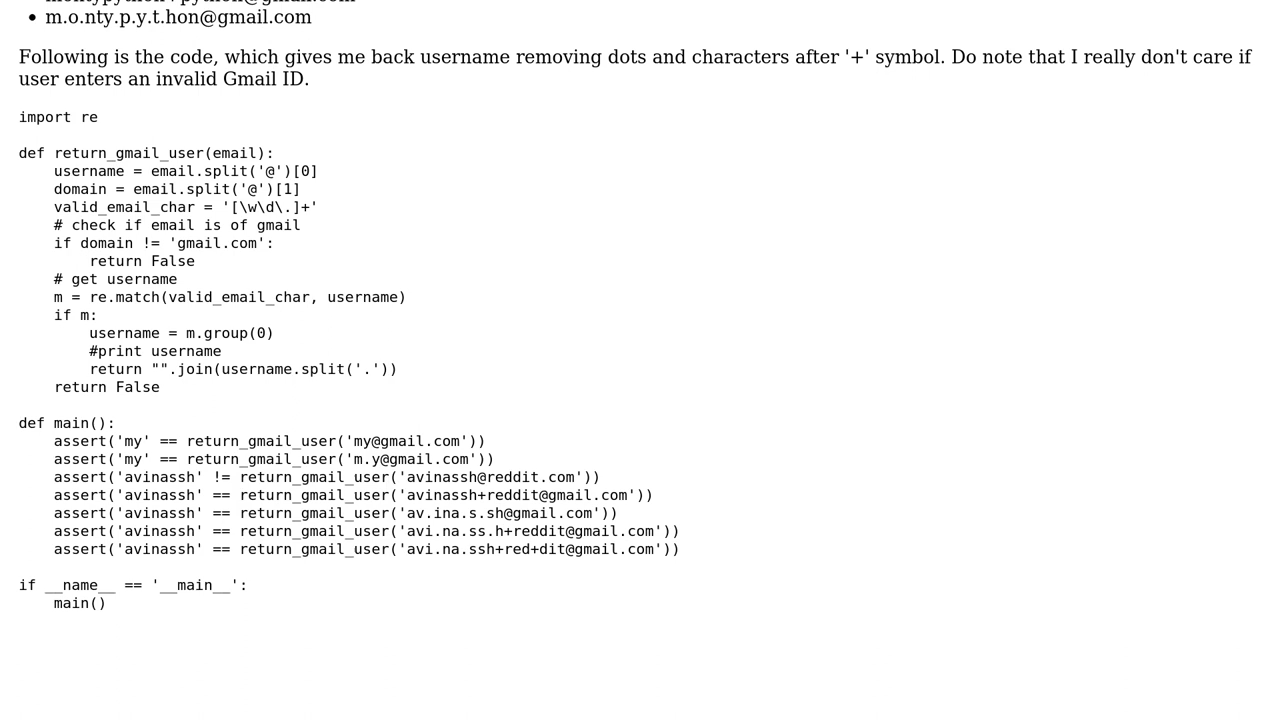 m.o.nty.p.y.t.hon@gmail.com
Following is the code, which gives me back username removing dots and characters after '+' symbol. Do note that I really don't care if
user enters an invalid Gmail ID.
import re
def return_gmail_user(email):
    username = email.split('@')[0]
    domain = email.split('@')[1]
    valid_email_char = '[\w\d\.]+'
    # check if email is of gmail
    if domain != 'gmail.com':
        return False
    # get username
    m = re.match(valid_email_char, username)
    if m:
        username = m.group(0)
        #print username
        return "".join(username.split('.'))
    return False
def main():
    assert('my' == return_gmail_user('my@gmail.com'))
    assert('my' == return_gmail_user('m.y@gmail.com'))
    assert('avinassh' != return_gmail_user('avinassh@reddit.com'))
    assert('avinassh' == return_gmail_user('avinassh+reddit@gmail.com'))
    assert('avinassh' == return_gmail_user('av.ina.s.sh@gmail.com'))
    assert('avinassh' == return_gmail_user('avi.na.ss.h+reddit@gmail.com'))
    assert('avinassh' == return_gmail_user('avi.na.ssh+red+dit@gmail.com'))
if __name__ == '__main__':
    main()